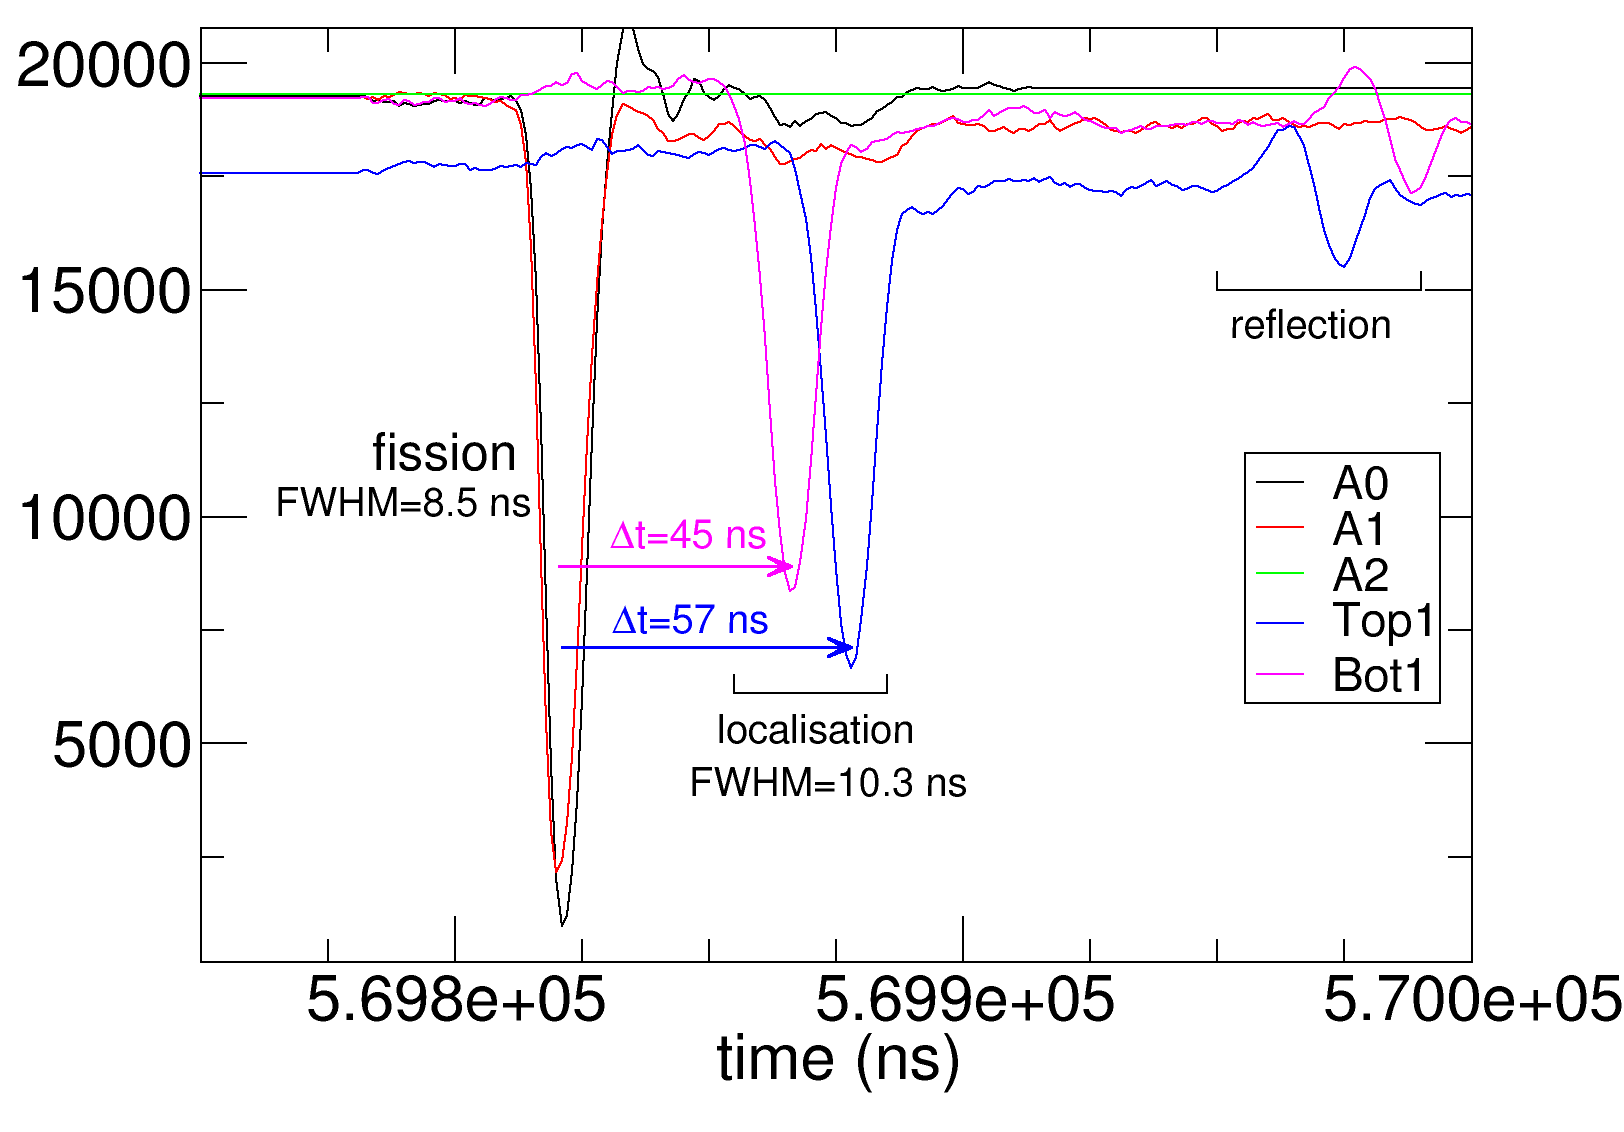 20000
15000
10000
5000
fission
FWHM=8.5 ns
Δt=45 ns
Δt=57 ns
localisation
FWHM=10.3 ns
reflection
A0
A1
A2
Top1
Bot1
5.698e+05 5.699e+05 5.700e+05
time (ns)